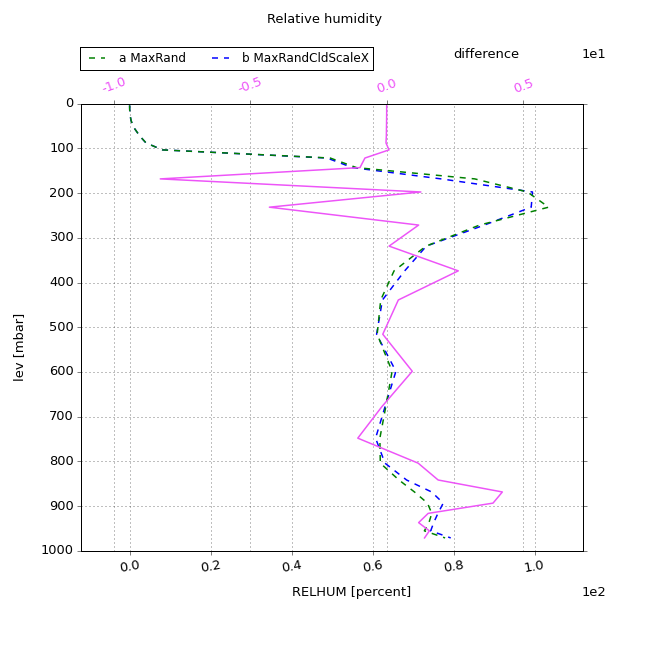 Relative humidity
a MaxRand b MaxRandCldScaleX
difference 1e1
-1.0 -0.5 0.0 0.5
0
100
200
300
400
500
600
700
800
900
1000
lev [mbar]
0.0 0.2 0.4 0.6 0.8 1.0
RELHUM [percent] 1e2